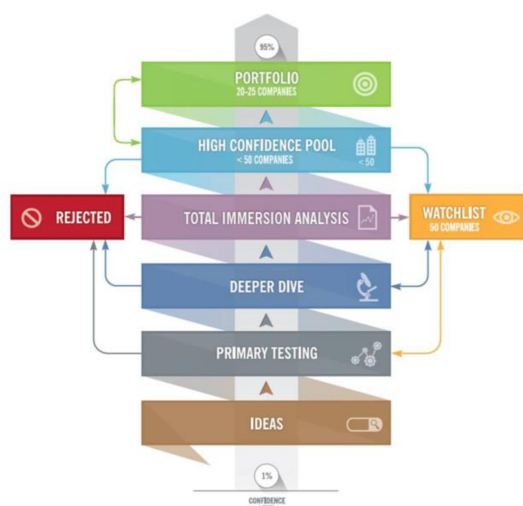 95%
PORTFOLIO
20-25 COMPANIES
HIGH CONFIDENCE POOL
< 50 COMPANIES
< 50
REJECTED
TOTAL IMMERSION ANALYSIS
WATCHLIST
50 COMPANIES
DEEPER DIVE
PRIMARY TESTING
IDEAS
1%
CONFIDENCE